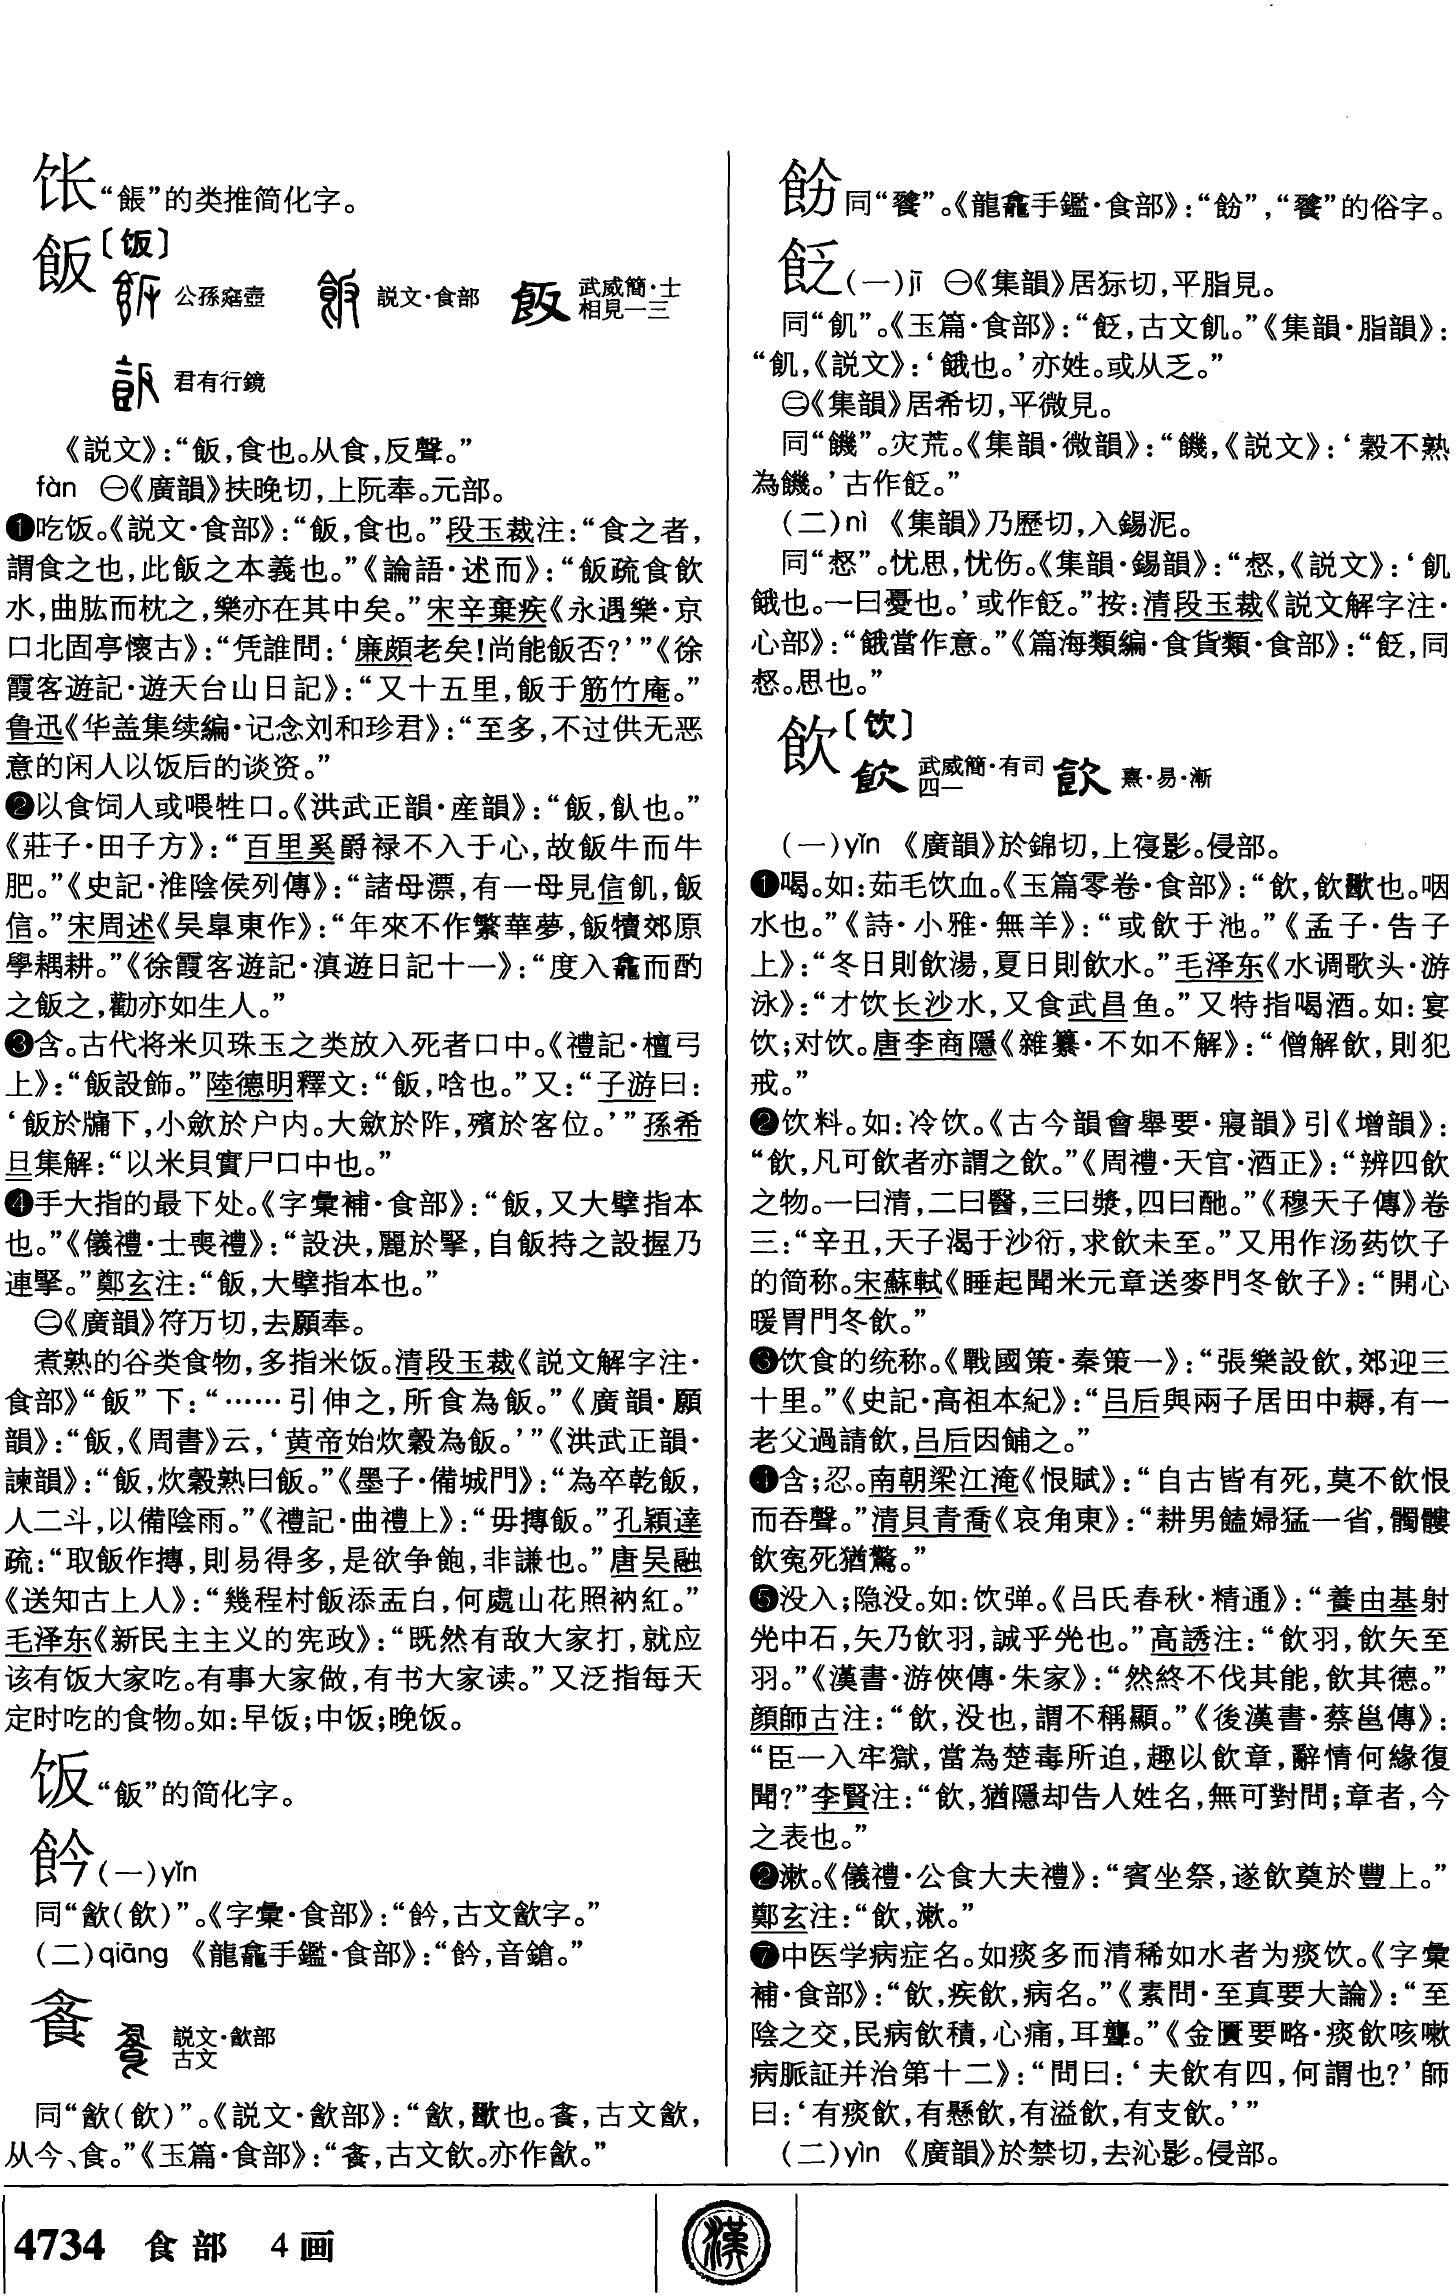 饻“餦”的类推简化字。
飯〔饭〕
公孫𥨊壺 説文·食部 武威簡·士
相見一三
君有行鏡
《説文》：“飯，食也。从食，反聲。”
fàn ㊀《廣韻》扶晚切，上阮奉。元部。
❶吃饭。《説文·食部》：“飯，食也。”段玉裁注：“食之者，
謂食之也，此飯之本義也。”《論語·述而》：“飯疏食飲
水，曲肱而枕之，樂亦在其中矣。”宋辛棄疾《永遇樂·京
口北固亭懷古》：“凭誰問：‘廉頗老矣！尚能飯否？’”《徐
霞客遊記·遊天台山日記》：“又十五里，飯于筋竹庵。”
鲁迅《华盖集续编·记念刘和珍君》：“至多，不过供无恶
意的闲人以饭后的谈资。”
❷以食饲人或喂牲口。《洪武正韻·産韻》：“飯，飤也。”
《莊子·田子方》：“百里奚爵禄不入于心，故飯牛而牛
肥。”《史記·淮陰侯列傳》：“諸母漂，有一母見信飢，飯
信。”宋周述《吴皋東作》：“年來不作繁華夢，飯犢郊原
學耦耕。”《徐霞客遊記·滇遊日記十一》：“度入龕而酌
之飯之，勸亦如生人。”
❸含。古代将米贝珠玉之类放入死者口中。《禮記·檀弓
上》：“飯設飾。”陸德明釋文：“飯，唅也。”又：“子游曰：
‘飯於牖下，小斂於户内。大斂於阼，殯於客位。’”孫希
旦集解：“以米貝實尸口中也。”
❹手大指的最下处。《字彙補·食部》：“飯，又大擘指本
也。”《儀禮·士喪禮》：“設決，麗於掔，自飯持之設握乃
連掔。”鄭玄注：“飯，大擘指本也。”
㊁《廣韻》符万切，去願奉。
煮熟的谷类食物，多指米饭。清段玉裁《説文解字注·
食部》“飯”下：“……引伸之，所食為飯。”《廣韻·願
韻》：“飯，《周書》云，‘黄帝始炊穀為飯。’”《洪武正韻·
諫韻》：“飯，炊穀熟曰飯。”《墨子·備城門》：“為卒乾飯，
人二斗，以備陰雨。”《禮記·曲禮上》：“毋摶飯。”孔穎達
疏：“取飯作摶，則易得多，是欲争飽，非謙也。”唐吴融
《送知古上人》：“幾程村飯添盂白，何處山花照衲紅。”
毛泽东《新民主主义的宪政》：“既然有敌大家打，就应
该有饭大家吃。有事大家做，有书大家读。”又泛指每天
定时吃的食物。如：早饭；中饭；晚饭。
饭“飯”的简化字。
飷(一)yǐn
同“㱃(飲)”。《字彙·食部》：“飷，古文㱃字。”
(二)qiāng 《龍龕手鑑·食部》：“飷，音鎗。”
䬲
説文·㱃部
古文
同“㱃(飲)”。《説文·㱃部》：“㱃，歠也。䬲，古文㱃，
从今、食。”《玉篇·食部》：“䬲，古文飲。亦作㱃。”
䬶同“饔”。《龍龕手鑑·食部》：“䬶”，“饔”的俗字。
䬣(一)jī ㊀《集韻》居狋切，平脂見。
同“飢”。《玉篇·食部》：“䬣，古文飢。”《集韻·脂韻》：
“飢，《説文》：‘餓也。’亦姓。或从乏。”
㊁《集韻》居希切，平微見。
同“饑”。灾荒。《集韻·微韻》：“饑，《説文》：‘穀不熟
為饑。’古作䬣。”
(二)nì 《集韻》乃歷切，入錫泥。
同“惄”。忧思，忧伤。《集韻·錫韻》：“惄，《説文》：‘飢
餓也。一曰憂也。’或作䬣。”按：清段玉裁《説文解字注·
心部》：“餓當作意。”《篇海類編·食貨類·食部》：“䬣，同
惄。思也。”
飲〔饮〕
武威簡·有司
四一 熹·易·漸
(一)yǐn 《廣韻》於錦切，上寑影。侵部。
❶喝。如：茹毛饮血。《玉篇零卷·食部》：“飲，飲歠也。咽
水也。”《詩·小雅·無羊》：“或飲于池。”《孟子·告子
上》：“冬日則飲湯，夏日則飲水。”毛泽东《水调歌头·游
泳》：“才饮长沙水，又食武昌鱼。”又特指喝酒。如：宴
饮；对饮。唐李商隱《雜纂·不如不解》：“僧解飲，則犯
戒。”
❷饮料。如：冷饮。《古今韻會舉要·寢韻》引《增韻》：
“飲，凡可飲者亦謂之飲。”《周禮·天官·酒正》：“辨四飲
之物。一曰清，二曰醫，三曰漿，四曰酏。”《穆天子傳》卷
三：“辛丑，天子渴于沙衍，求飲未至。”又用作汤药饮子
的简称。宋蘇軾《睡起聞米元章送麥門冬飲子》：“開心
暖胃門冬飲。”
❸饮食的统称。《戰國策·秦策一》：“張樂設飲，郊迎三
十里。”《史記·高祖本紀》：“吕后與兩子居田中耨，有一
老父過請飲，吕后因餔之。”
❹含；忍。南朝梁江淹《恨賦》：“自古皆有死，莫不飲恨
而吞聲。”清貝青喬《哀角東》：“耕男饁婦猛一省，髑髏
飲寃死猶驚。”
❺没入；隐没。如：饮弹。《吕氏春秋·精通》：“養由基射
兕中石，矢乃飲羽，誠乎兕也。”高誘注：“飲羽，飲矢至
羽。”《漢書·游俠傳·朱家》：“然終不伐其能，飲其德。”
顔師古注：“飲，没也，謂不稱顯。”《後漢書·蔡邕傳》：
“臣一入牢獄，當為楚毒所迫，趣以飲章，辭情何緣復
聞？”李賢注：“飲，猶隱却告人姓名，無可對問；章者，今
之表也。”
❷漱。《儀禮·公食大夫禮》：“賓坐祭，遂飲奠於豐上。”
鄭玄注：“飲，漱。”
❼中医学病症名。如痰多而清稀如水者为痰饮。《字彙
補·食部》：“飲，疾飲，病名。”《素問·至真要大論》：“至
陰之交，民病飲積，心痛，耳聾。”《金匱要略·痰飲咳嗽
病脈証并治第十二》：“問曰：‘夫飲有四，何謂也？’師
曰：‘有痰飲，有懸飲，有溢飲，有支飲。’”
(二)yìn 《廣韻》於禁切，去沁影。侵部。
4734 食部 4画
漢